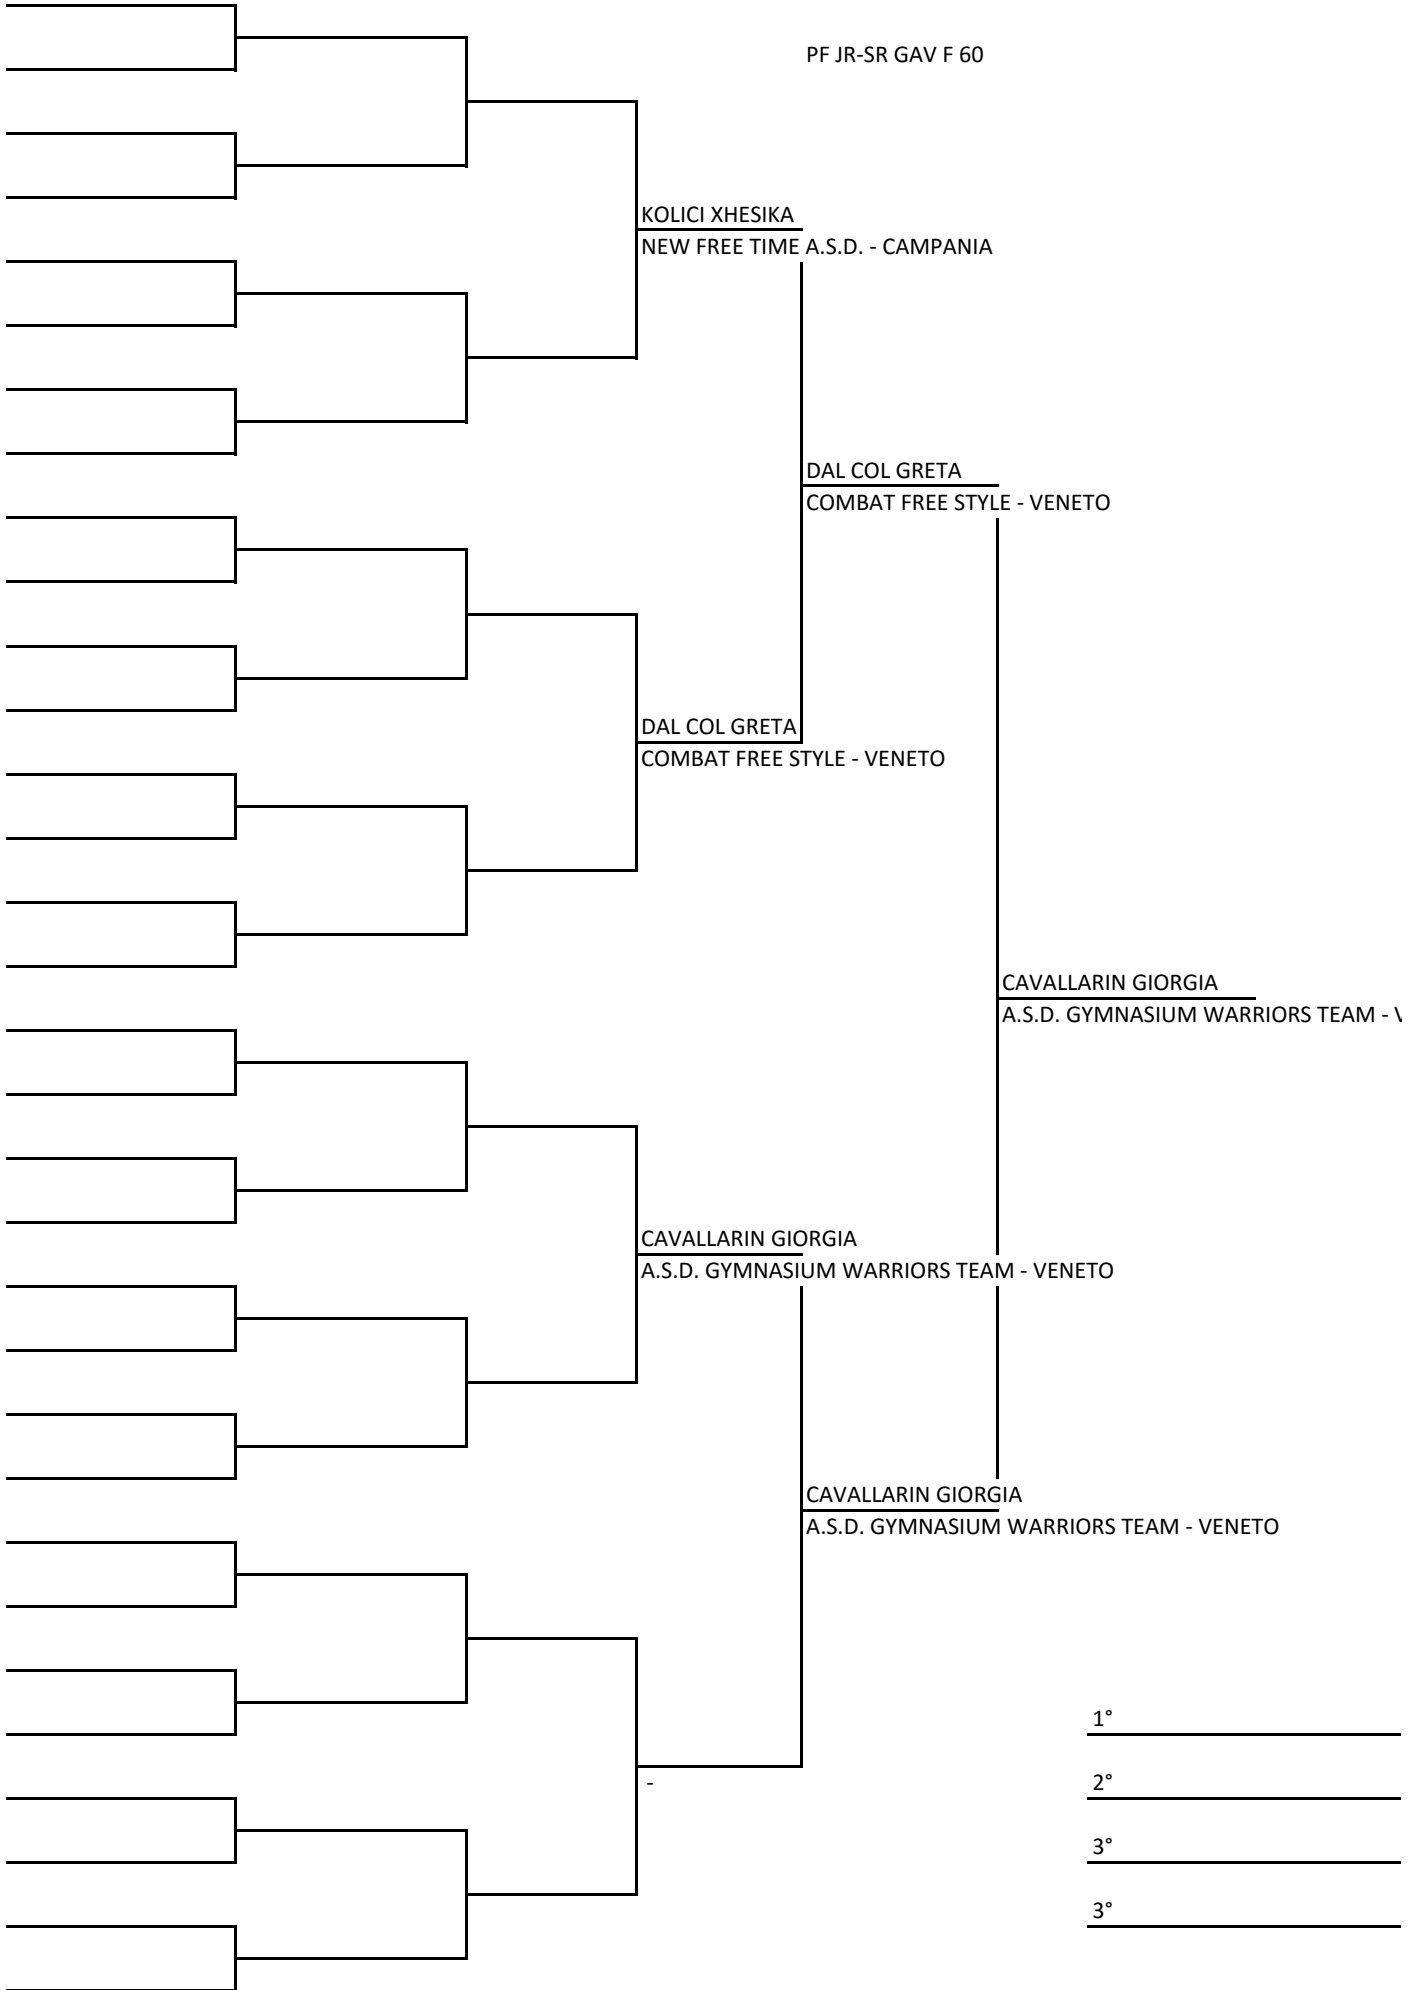 PF JR-SR GAV F 60
KOLICI XHESIKA
NEW FREE TIME A.S.D. - CAMPANIA
DAL COL GRETA
COMBAT FREE STYLE - VENETO
DAL COL GRETA
COMBAT FREE STYLE - VENETO
CAVALLARIN GIORGIA
A.S.D. GYMNASIUM WARRIORS TEAM - V
CAVALLARIN GIORGIA
A.S.D. GYMNASIUM WARRIORS TEAM - VENETO
CAVALLARIN GIORGIA
A.S.D. GYMNASIUM WARRIORS TEAM - VENETO
1°
-
2°
3°
3°